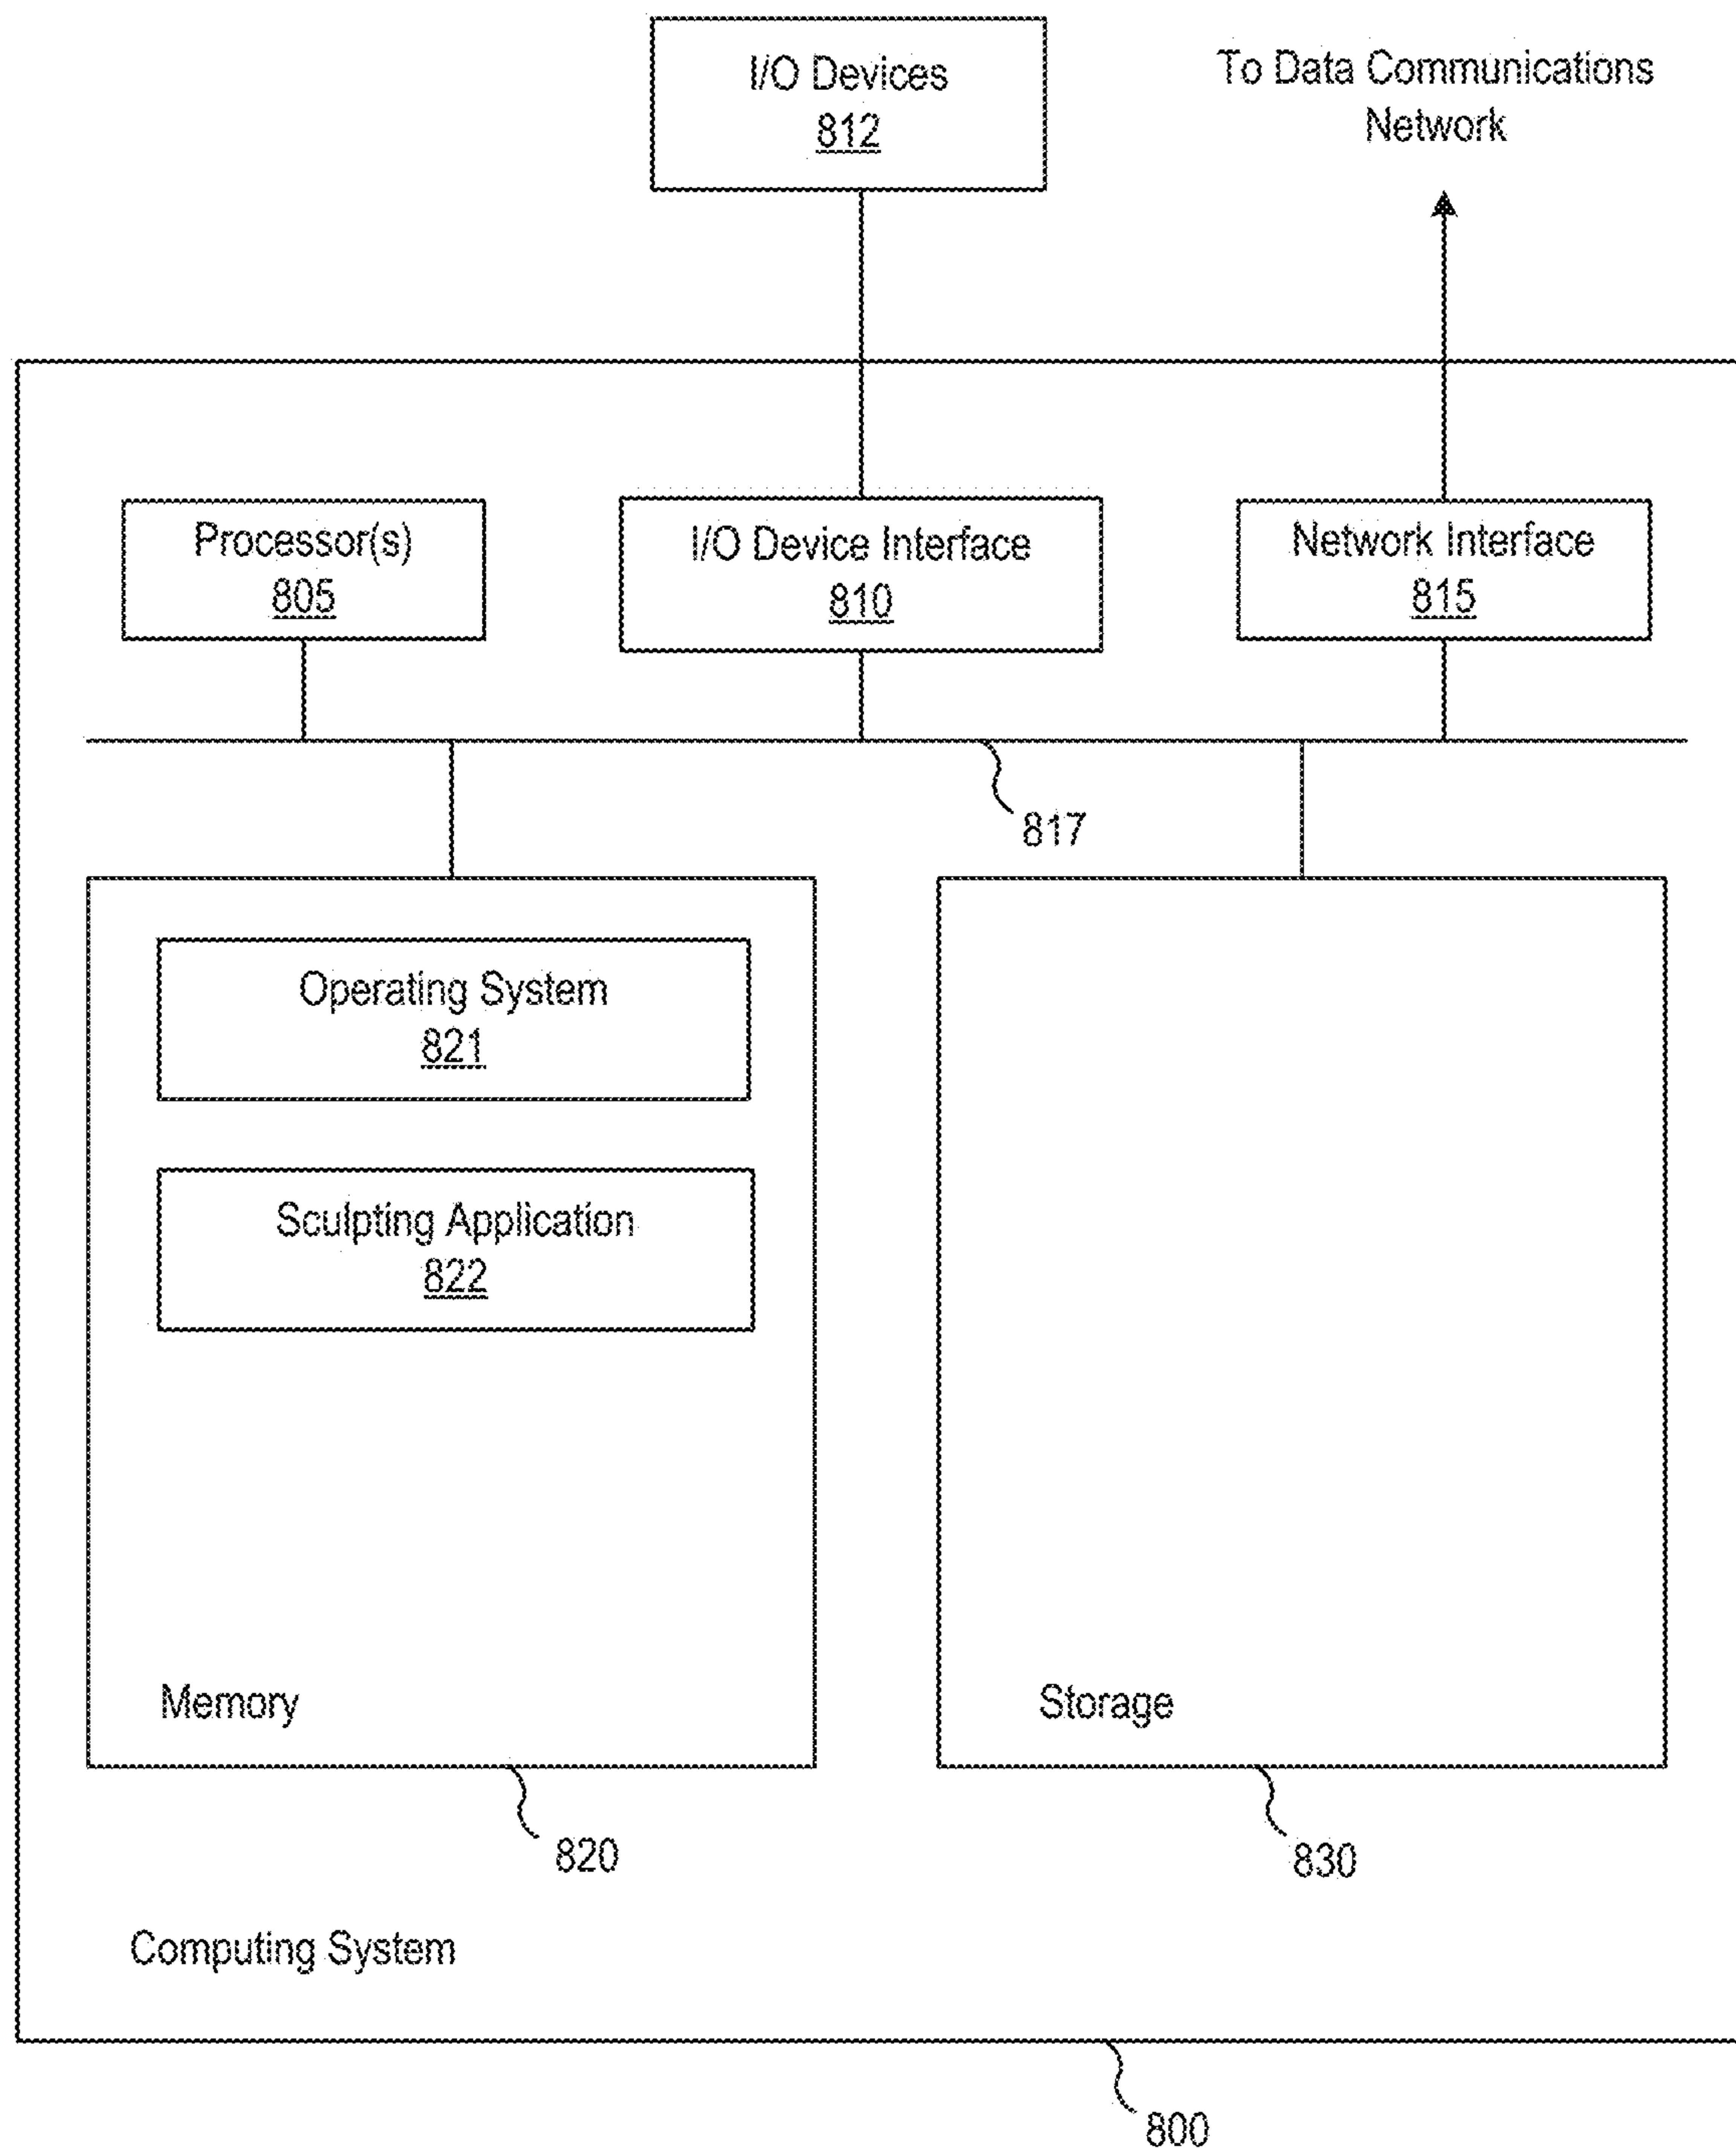 I/O Devices
812
To Data Communications
Network
Processor(s)
805
I/O Device Interface
810
Network Interface
815
817
Operating System
821
Sculpting Application
822
Memory
Storage
820
830
Computing System
800